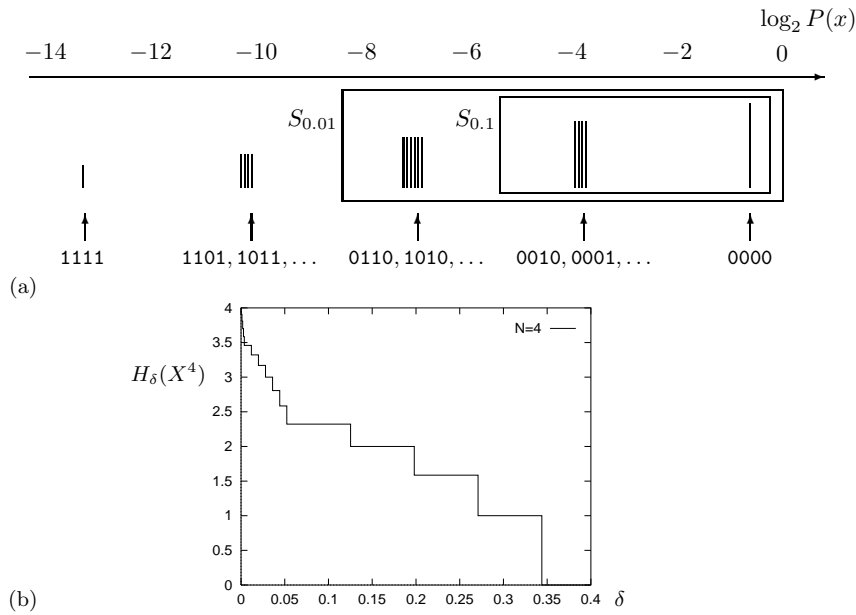 log₂ P(x)
−14 −12 −10 −8 −6 −4 −2 0
S₀.₀₁ S₀.₁
1111 1101, 1011, ... 0110, 1010, ... 0010, 0001, ... 0000
(a)
4
N=4
3.5
H_δ(X⁴)
3
2.5
2
1.5
1
0.5
0
0 0.05 0.1 0.15 0.2 0.25 0.3 0.35 0.4 δ
(b)